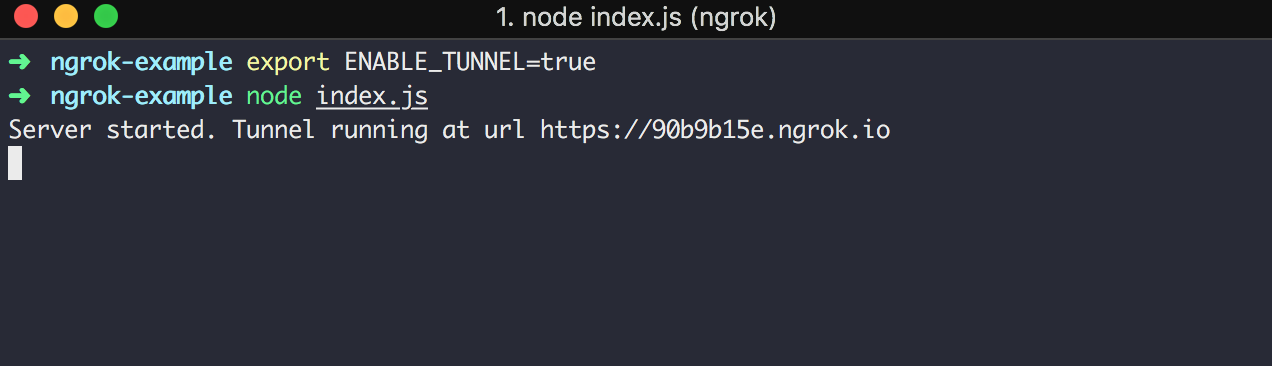 1. node index.js (ngrok)
➜ ngrok-example export ENABLE_TUNNEL=true
➜ ngrok-example node index.js
Server started. Tunnel running at url https://90b9b15e.ngrok.io